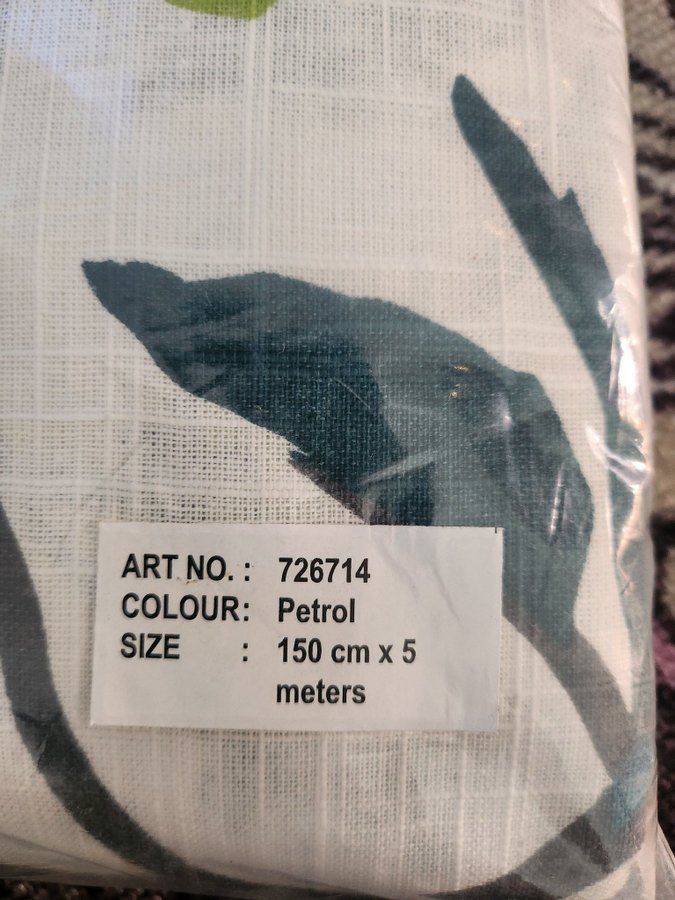 ART NO. : 726714
COLOUR: Petrol
SIZE : 150 cm x 5
meters